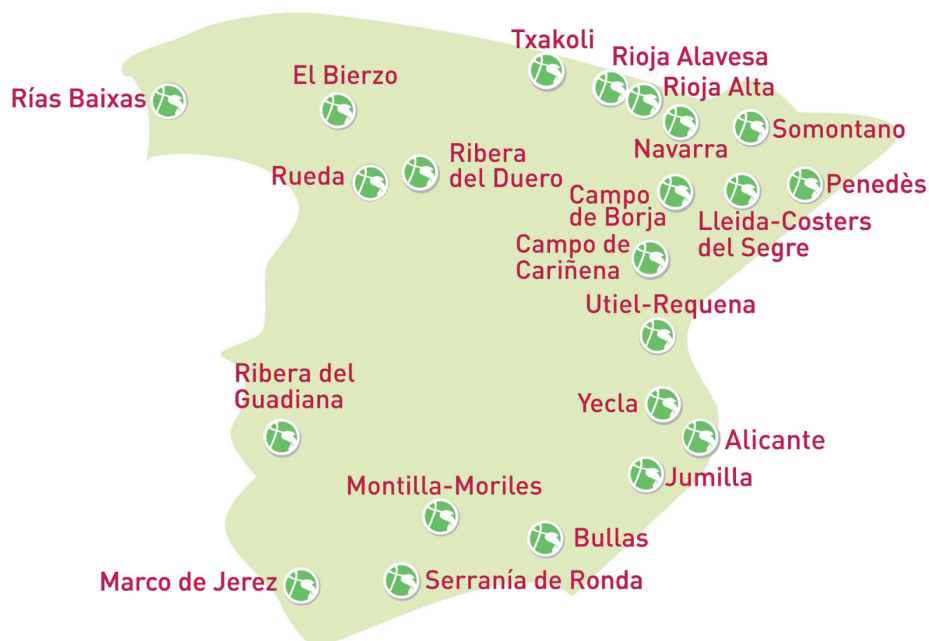 Txakoli
Rioja Alavesa
El Bierzo
Rioja Alta
Rías Baixas
Somontano
Navarra
Ribera
del Duero
Rueda
Penedès
Campo
de Borja
Lleida-Costers
del Segre
Campo de
Cariñena
Utiel-Requena
Ribera del
Guadiana
Yecla
Alicante
Jumilla
Montilla-Moriles
Bullas
Marco de Jerez
Serranía de Ronda